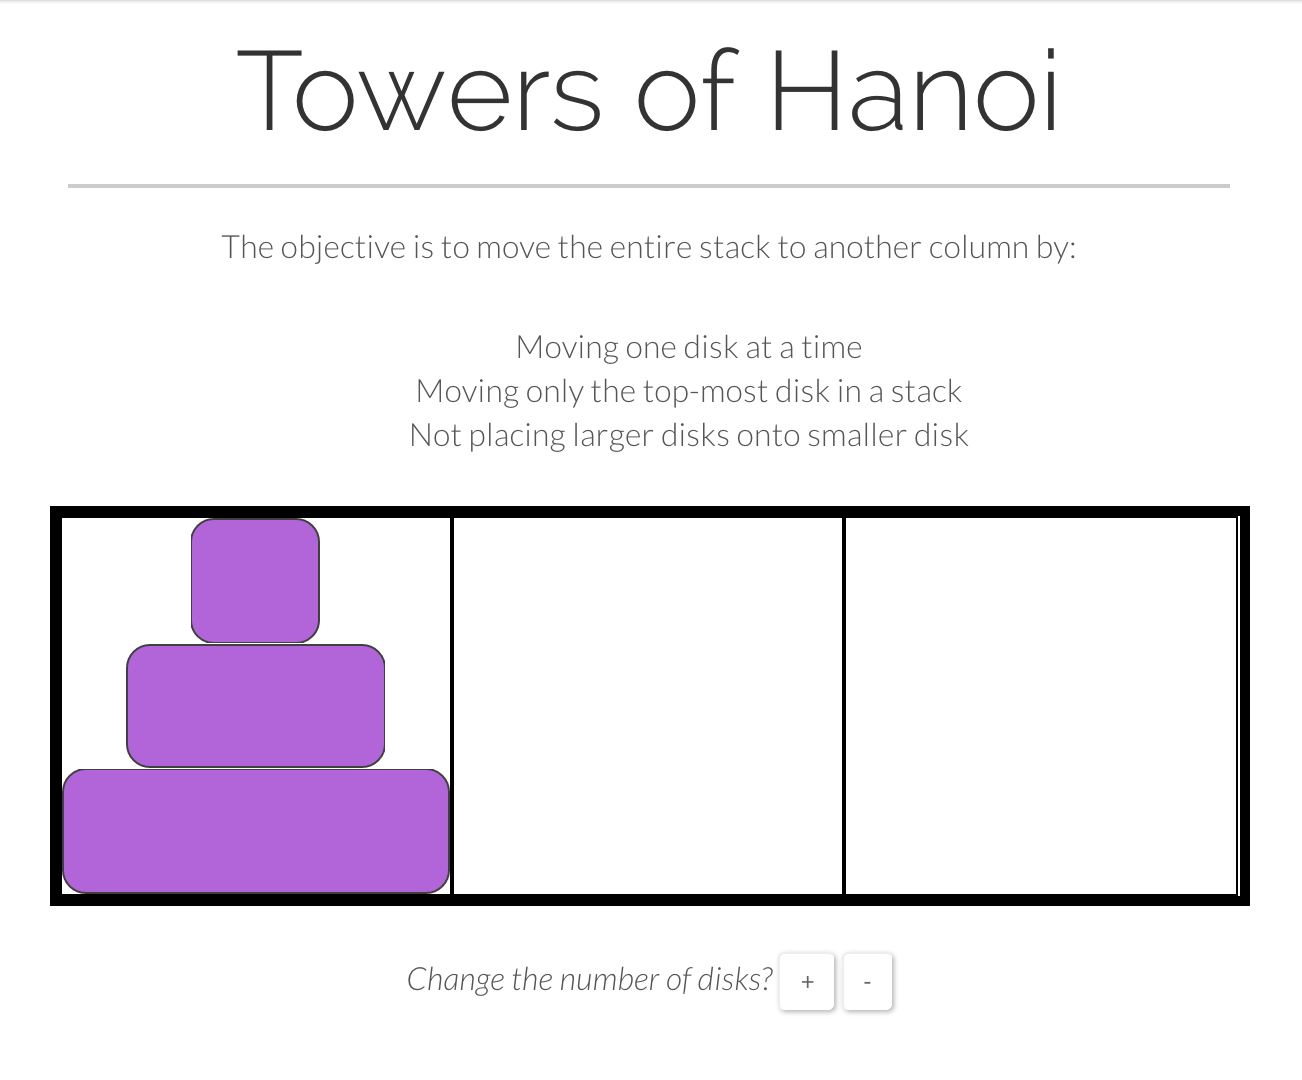 Towers of Hanoi
The objective is to move the entire stack to another column by:
Moving one disk at a time
Moving only the top-most disk in a stack
Not placing larger disks onto smaller disk
Change the number of disks? + -